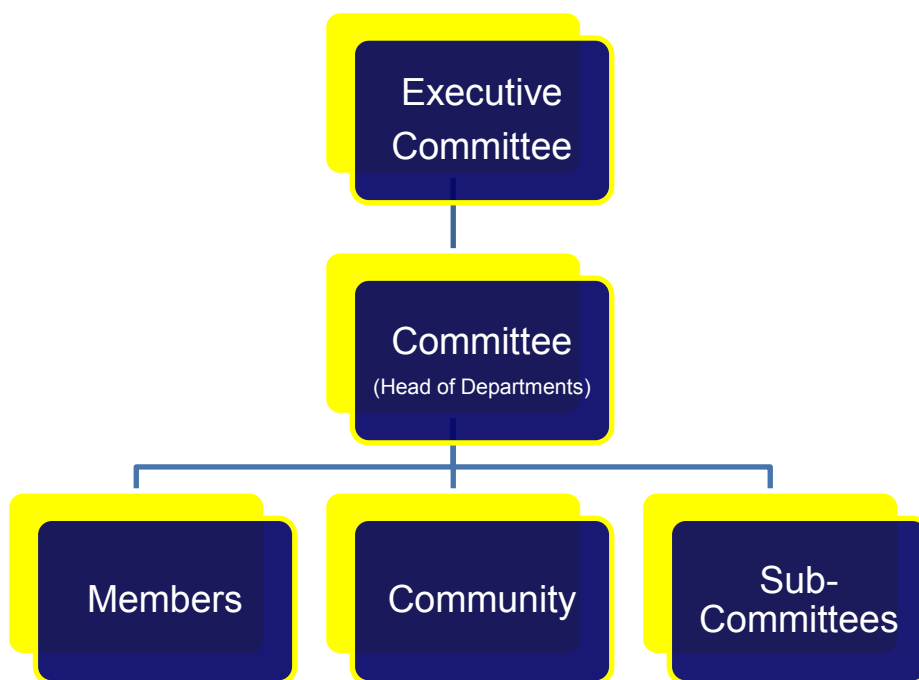 Executive
Committee
Committee
(Head of Departments)
Members
Community
Sub-
Committees